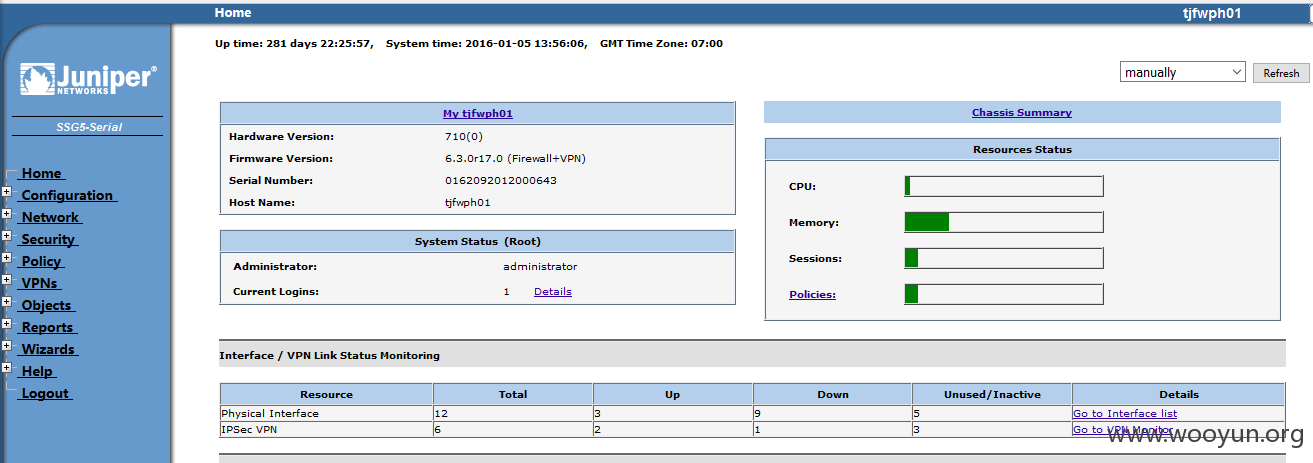 Home tjfwph01
Up time: 281 days 22:25:57, System time: 2016-01-05 13:56:06, GMT Time Zone: 07:00
manually Refresh
Juniper®
NETWORKS
SSG5-Serial
Home
Configuration
Network
Security
Policy
VPNs
Objects
Reports
Wizards
Help
Logout
My tjfwph01
Hardware Version: 710(0)
Firmware Version: 6.3.0r17.0 (Firewall+VPN)
Serial Number: 0162092012000643
Host Name: tjfwph01
System Status (Root)
Administrator: administrator
Current Logins: 1 Details
Chassis Summary
Resources Status
CPU:
Memory:
Sessions:
Policies:
Interface / VPN Link Status Monitoring
Resource Total Up Down Unused/Inactive Details
Physical Interface 12 3 9 5 Go to Interface list
IPSec VPN 6 2 1 3 Go to VPN Monitor
www.wooyun.org